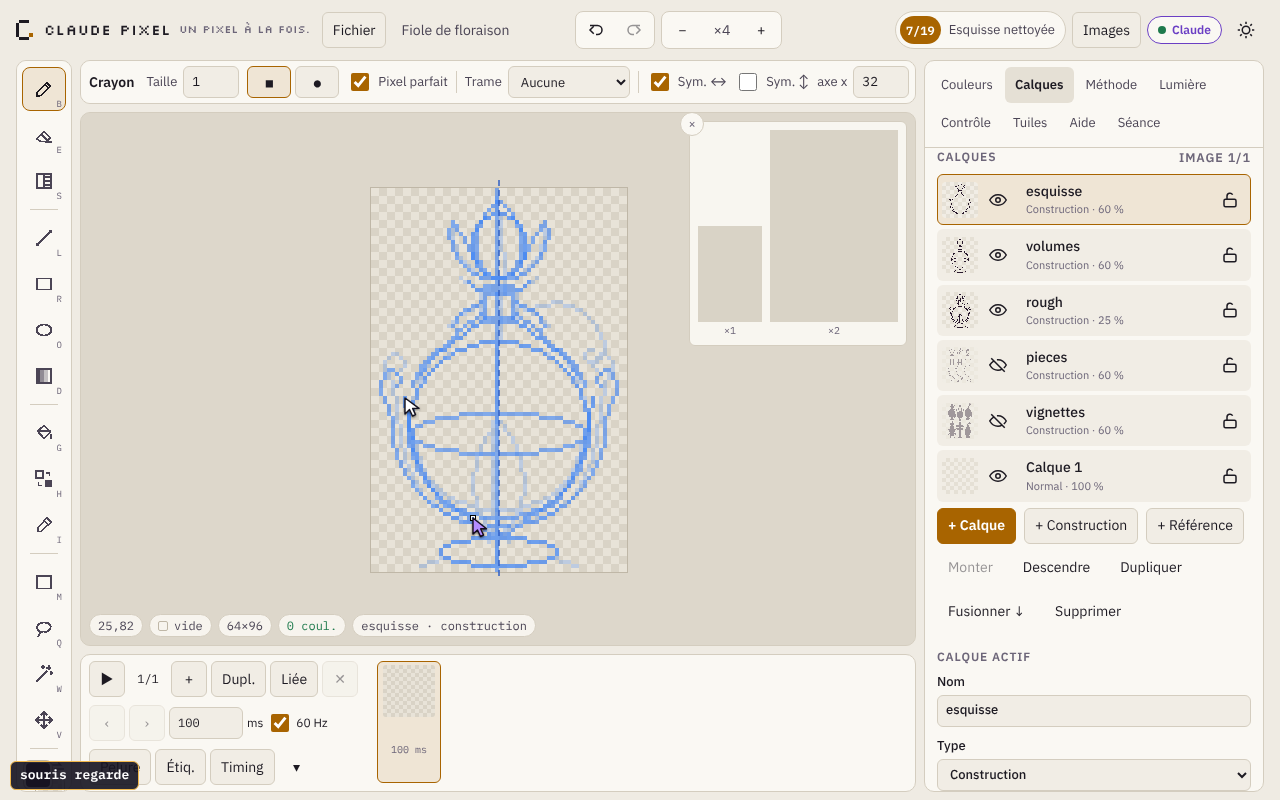 CLAUDE PIXEL UN PIXEL À LA FOIS. Fichier Fiole de floraison − ×4 + 7/19 Esquisse nettoyée Images Claude
Crayon Taille 1 Pixel parfait Trame Aucune Sym. ↔ Sym. ↕ axe x 32
B
E
S
L
R
O
D
G
H
I
M
Q
W
V
×
×1 ×2
25,82 vide 64×96 0 coul. esquisse · construction
1/1 + Dupl. Liée ×
‹ › 100 ms 60 Hz
Étiq. Timing ▼
100 ms
souris regarde
Couleurs Calques Méthode Lumière
Contrôle Tuiles Aide Séance
CALQUES IMAGE 1/1
esquisse
Construction · 60 %
volumes
Construction · 60 %
rough
Construction · 25 %
pieces
Construction · 60 %
vignettes
Construction · 60 %
Calque 1
Normal · 100 %
+ Calque + Construction + Référence
Monter Descendre Dupliquer
Fusionner ↓ Supprimer
CALQUE ACTIF
Nom
esquisse
Type
Construction